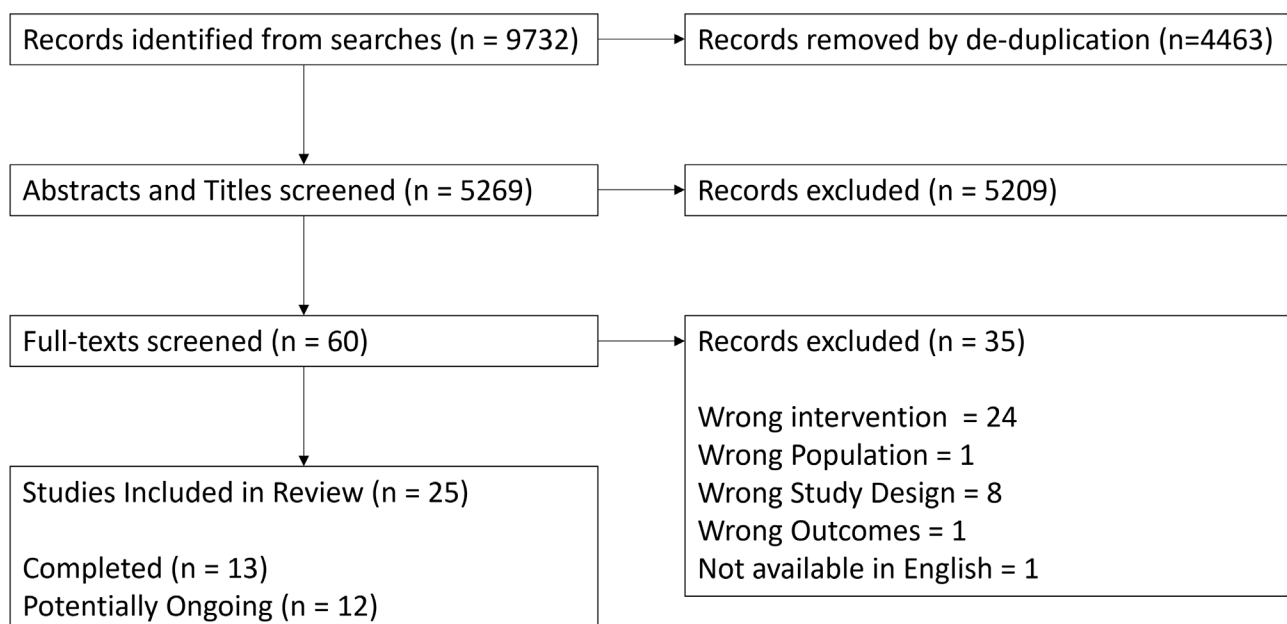 Records identified from searches (n = 9732)
Records removed by de-duplication (n=4463)
Abstracts and Titles screened (n = 5269)
Records excluded (n = 5209)
Full-texts screened (n = 60)
Records excluded (n = 35)
Wrong intervention  = 24
Wrong Population = 1
Wrong Study Design = 8
Wrong Outcomes = 1
Not available in English = 1
Studies Included in Review (n = 25)
Completed (n = 13)
Potentially Ongoing (n = 12)